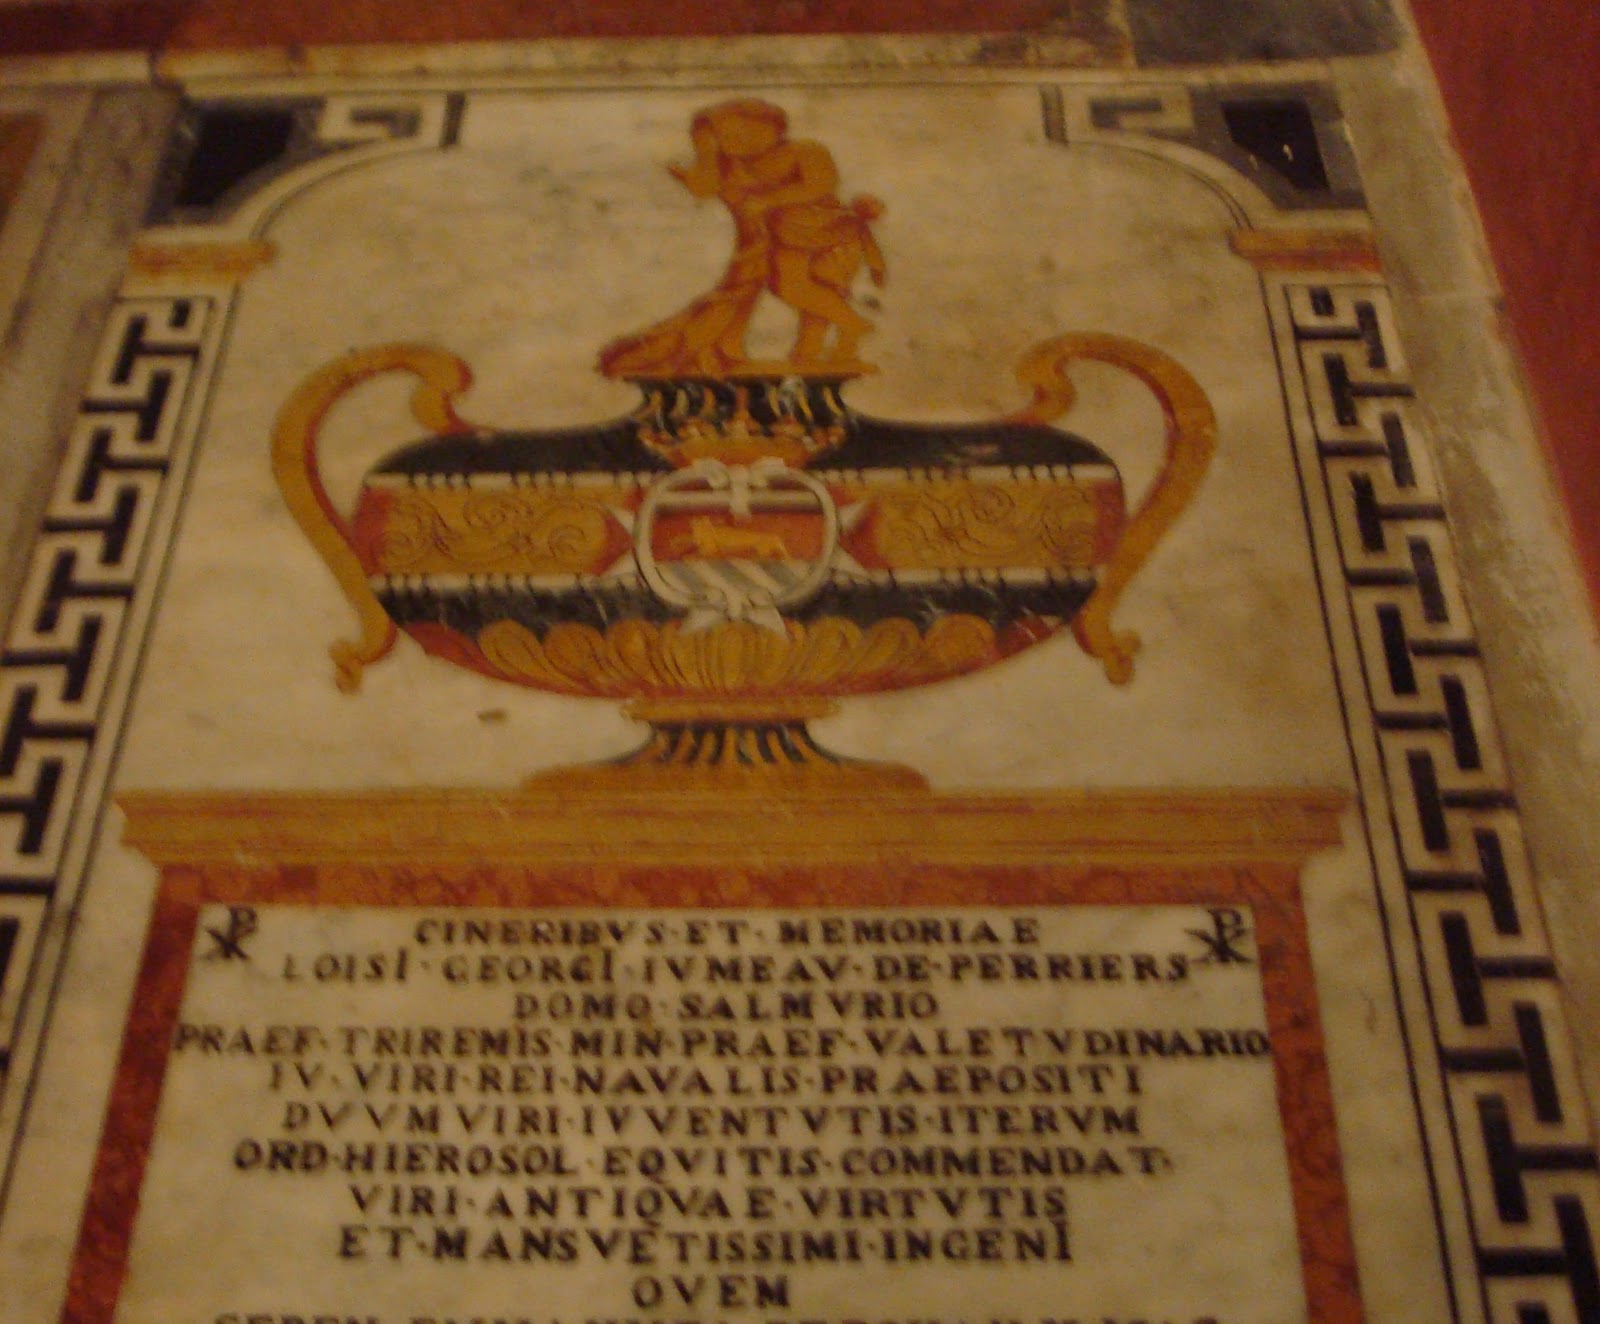 CINERIBVS·ET·MEMORIAE
LOISI·GEORGI·IVMEAV·DE·PERRIERS
DOMO·SALMVRIO
PRAEF·TRIREMIS·MIN·PRAEF·VALETVDINARIO
IV·VIRI·REI·NAVALIS·PRAEPOSITI
DVVMVIRI·IVVENTVTIS·ITERVM
ORD·HIEROSOL·EQVITIS·COMMENDAT·
VIRI·ANTIQVAE·VIRTVTIS
ET·MANSVETISSIMI·INGENI
QVEM